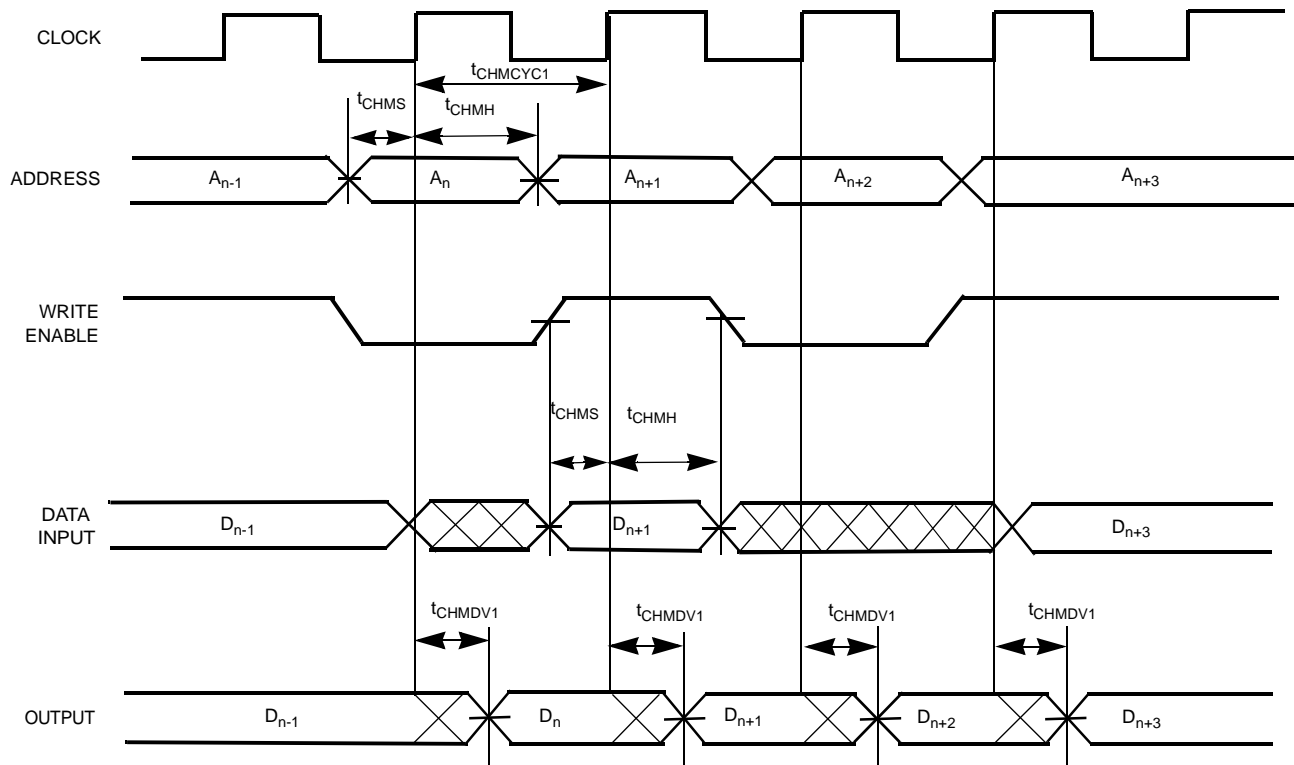 CLOCK
tCHMCYC1
tCHMS
tCHMH
ADDRESS
An-1
An
An+1
An+2
An+3
WRITE
ENABLE
tCHMS
tCHMH
DATA
INPUT
Dn-1
Dn+1
Dn+3
tCHMDV1
tCHMDV1
tCHMDV1
tCHMDV1
OUTPUT
Dn-1
Dn
Dn+1
Dn+2
Dn+3